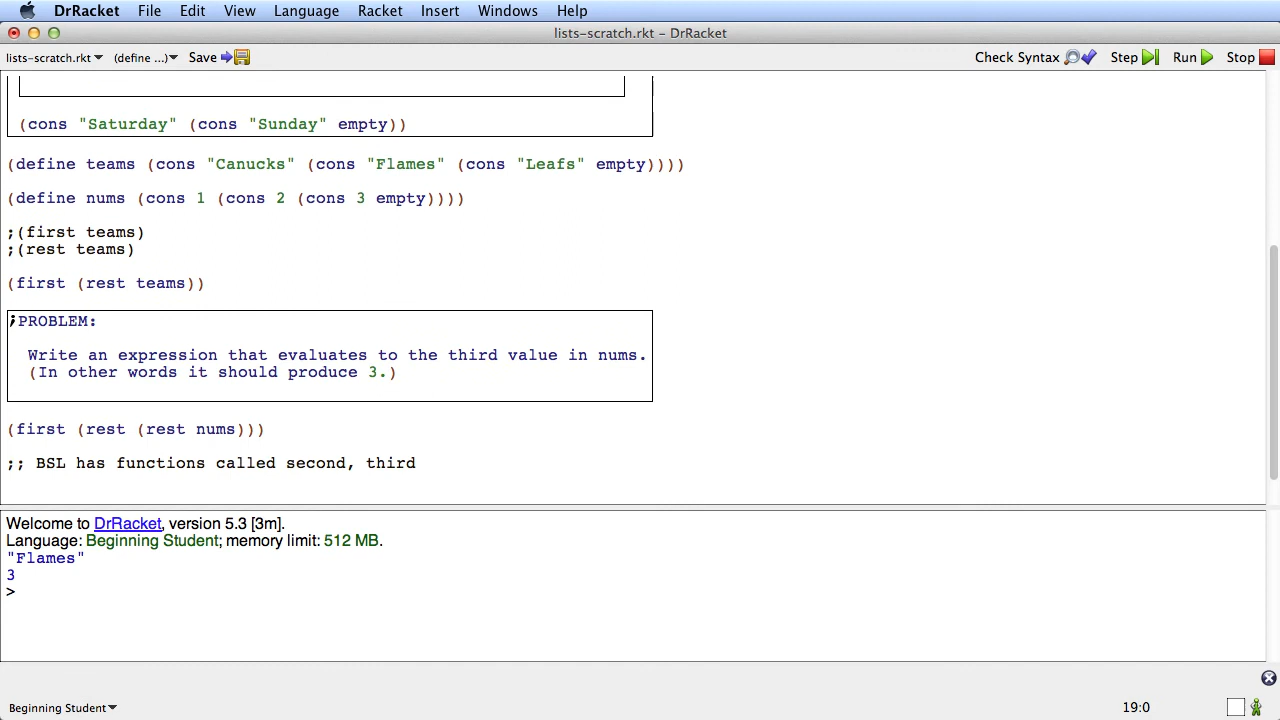 DrRacket File Edit View Language Racket Insert Windows Help
lists-scratch.rkt - DrRacket
lists-scratch.rkt (define ...) Save Check Syntax Step Run Stop
(cons "Saturday" (cons "Sunday" empty))
(define teams (cons "Canucks" (cons "Flames" (cons "Leafs" empty))))
(define nums (cons 1 (cons 2 (cons 3 empty))))
;(first teams)
;(rest teams)
(first (rest teams))
;PROBLEM:
Write an expression that evaluates to the third value in nums.
(In other words it should produce 3.)
(first (rest (rest nums)))
;; BSL has functions called second, third
Welcome to DrRacket, version 5.3 [3m].
Language: Beginning Student; memory limit: 512 MB.
"Flames"
3
>
Beginning Student 19:0